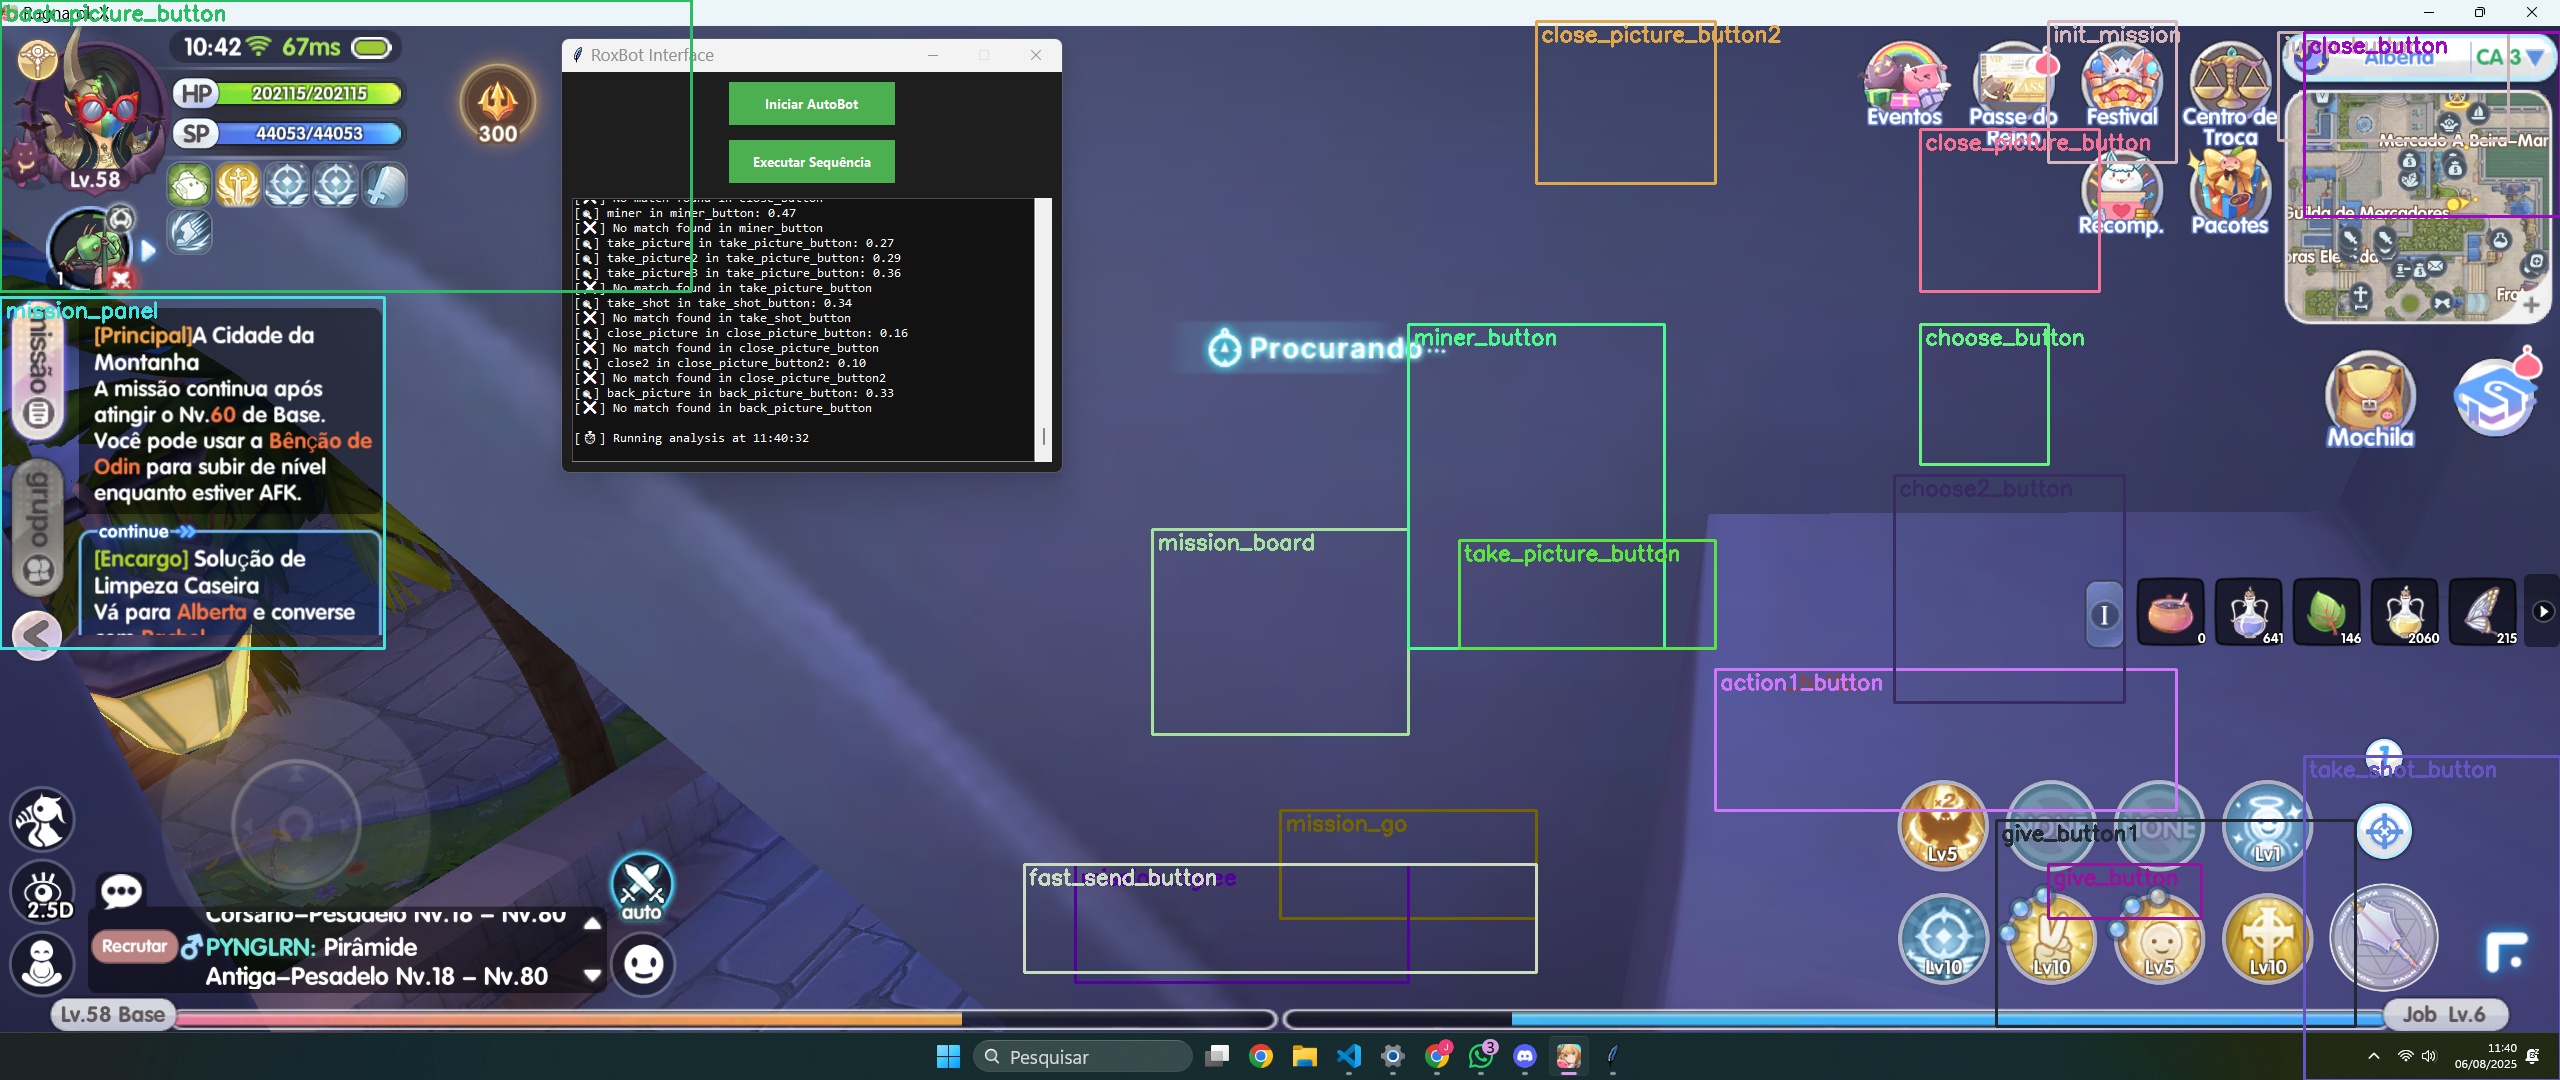 back_picture_button
10:42 67ms
HP 202115/202115
SP 44053/44053
Lv.58
300
1
RoxBot Interface
Iniciar AutoBot
Executar Sequência
No match found in close_button
miner in miner_button: 0.47
No match found in miner_button
take_picture in take_picture_button: 0.27
take_picture2 in take_picture_button: 0.29
take_picture3 in take_picture_button: 0.36
No match found in take_picture_button
take_shot in take_shot_button: 0.34
No match found in take_shot_button
close_picture in close_picture_button: 0.16
No match found in close_picture_button
close2 in close_picture_button2: 0.10
No match found in close_picture_button2
back_picture in back_picture_button: 0.33
No match found in back_picture_button
Running analysis at 11:40:32
close_picture_button2
init_mission
close_button
Alberta
CA 3
Eventos
Passe do Reino
Festival
Centro de Troca
close_picture_button
Recomp.
Pacotes
Mercado À Beira-Mar
Guilda de Mercadores
mission_panel
missão
grupo
[Principal]A Cidade da
Montanha
A missão continua após
atingir o Nv.60 de Base.
Você pode usar a Bênção de
Odin para subir de nível
enquanto estiver AFK.
continue
[Encargo] Solução de
Limpeza Caseira
Vá para Alberta e converse
Procurando...
miner_button
choose_button
Mochila
choose2_button
mission_board
take_picture_button
I
0
641
146
2060
215
action1_button
take_shot_button
mission_go
give_button1
fast_send_button
give_button
Lv5
NONE
Lv1
Lv10
Lv10
Lv5
Lv10
2.5D
auto
Corsário-Pesadelo Nv.18 - Nv.80
Recrutar
PYNGLRN: Pirâmide
Antiga-Pesadelo Nv.18 - Nv.80
Lv.58 Base
Job Lv.6
Pesquisar
3
11:40
06/08/2025